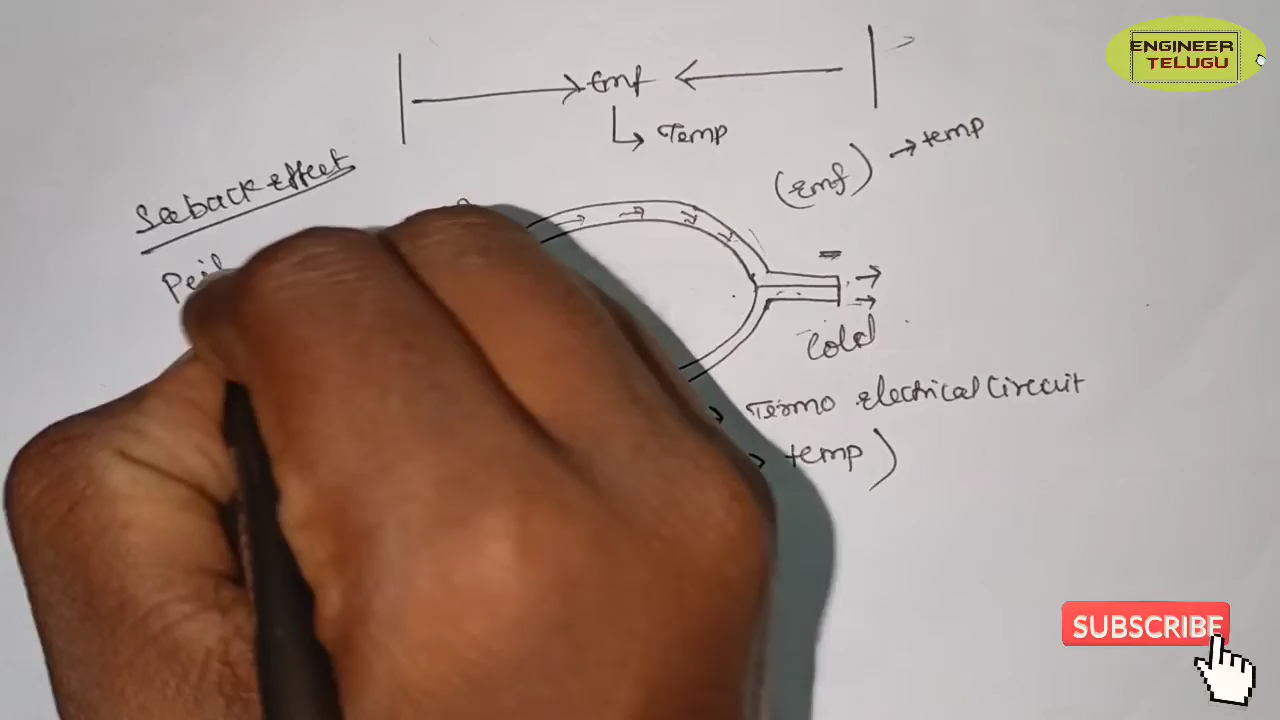 ENGINEER
TELUGU
Emf
Temp
(emf) → temp
Seeback effect
Cold
Termo electrical Circuit
temp )
SUBSCRIBE